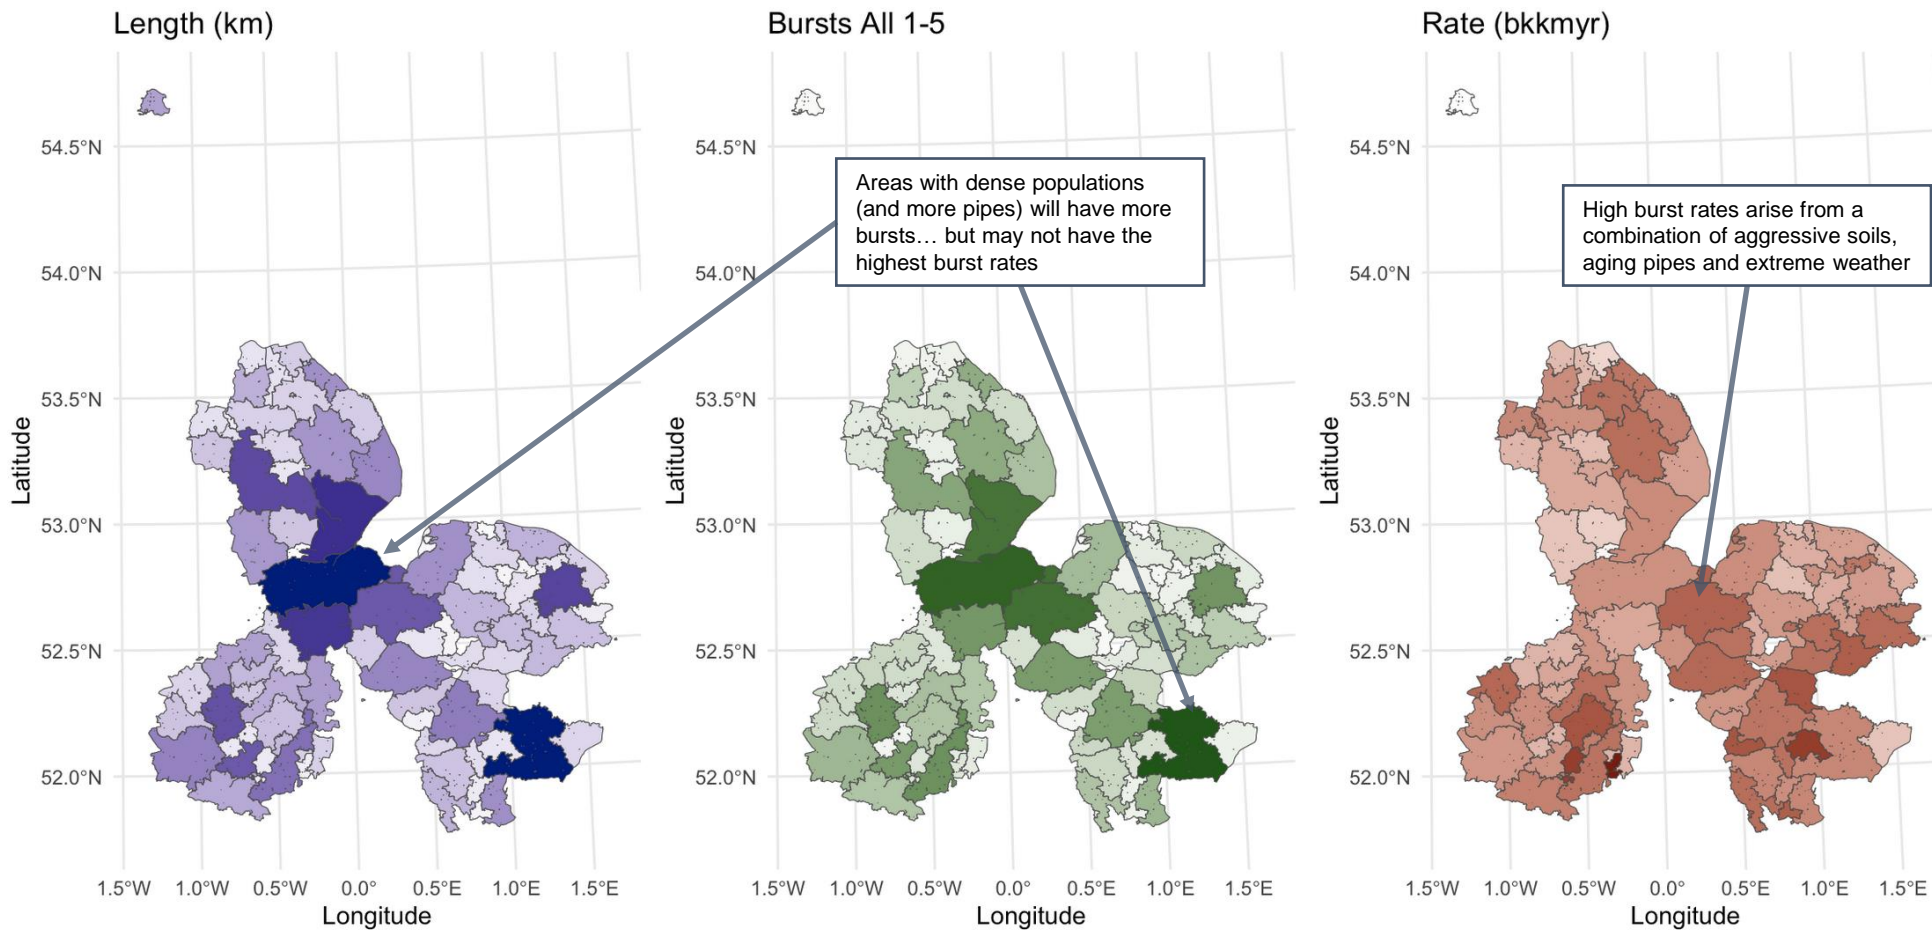 Length (km)
Bursts All 1-5
Rate (bkkmyr)
54.5°N
54.0°N
53.5°N
53.0°N
52.5°N
52.0°N
Latitude
1.5°W
1.0°W
0.5°W
0.0°
0.5°E
1.0°E
1.5°E
Longitude
54.5°N
54.0°N
53.5°N
53.0°N
52.5°N
52.0°N
Latitude
Areas with dense populations
(and more pipes) will have more
bursts… but may not have the
highest burst rates
1.5°W
1.0°W
0.5°W
0.0°
0.5°E
1.0°E
1.5°E
Longitude
54.5°N
54.0°N
53.5°N
53.0°N
52.5°N
52.0°N
Latitude
High burst rates arise from a
combination of aggressive soils,
aging pipes and extreme weather
1.5°W
1.0°W
0.5°W
0.0°
0.5°E
1.0°E
1.5°E
Longitude